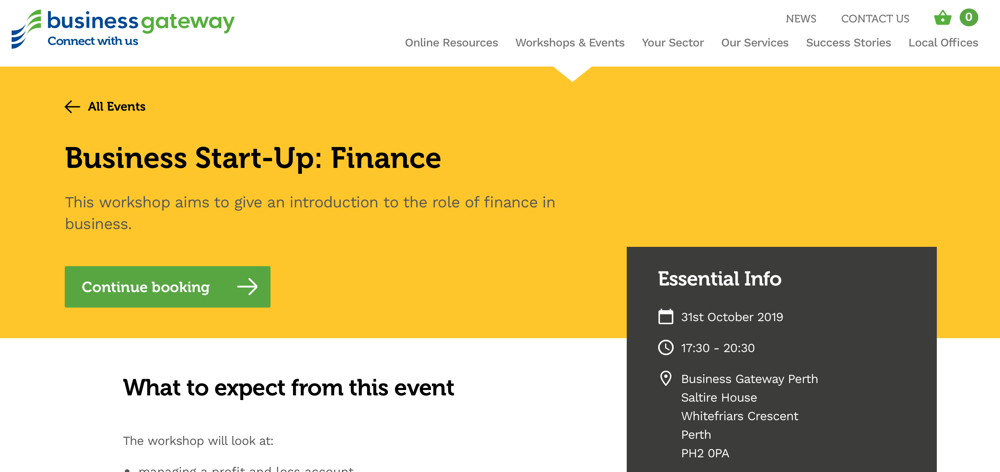 business gateway
Connect with us
NEWS CONTACT US 0
Online Resources Workshops & Events Your Sector Our Services Success Stories Local Offices
All Events
Business Start-Up: Finance
This workshop aims to give an introduction to the role of finance in
business.
Continue booking
Essential Info
31st October 2019
17:30 - 20:30
Business Gateway Perth
Saltire House
Whitefriars Crescent
Perth
PH2 0PA
What to expect from this event
The workshop will look at:
• managing a profit and loss account